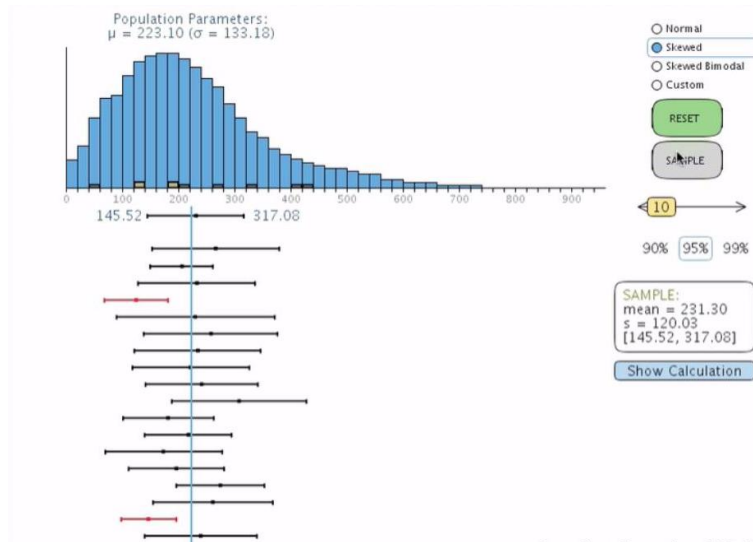 Population Parameters:
μ = 223.10 (σ = 133.18)
Normal
Skewed
Skewed Bimodal
Custom
RESET
SAMPLE
0 100 200 300 400 500 600 700 800 900
145.52 317.08
10
90% 95% 99%
SAMPLE:
mean = 231.30
s = 120.03
[145.52, 317.08]
Show Calculation